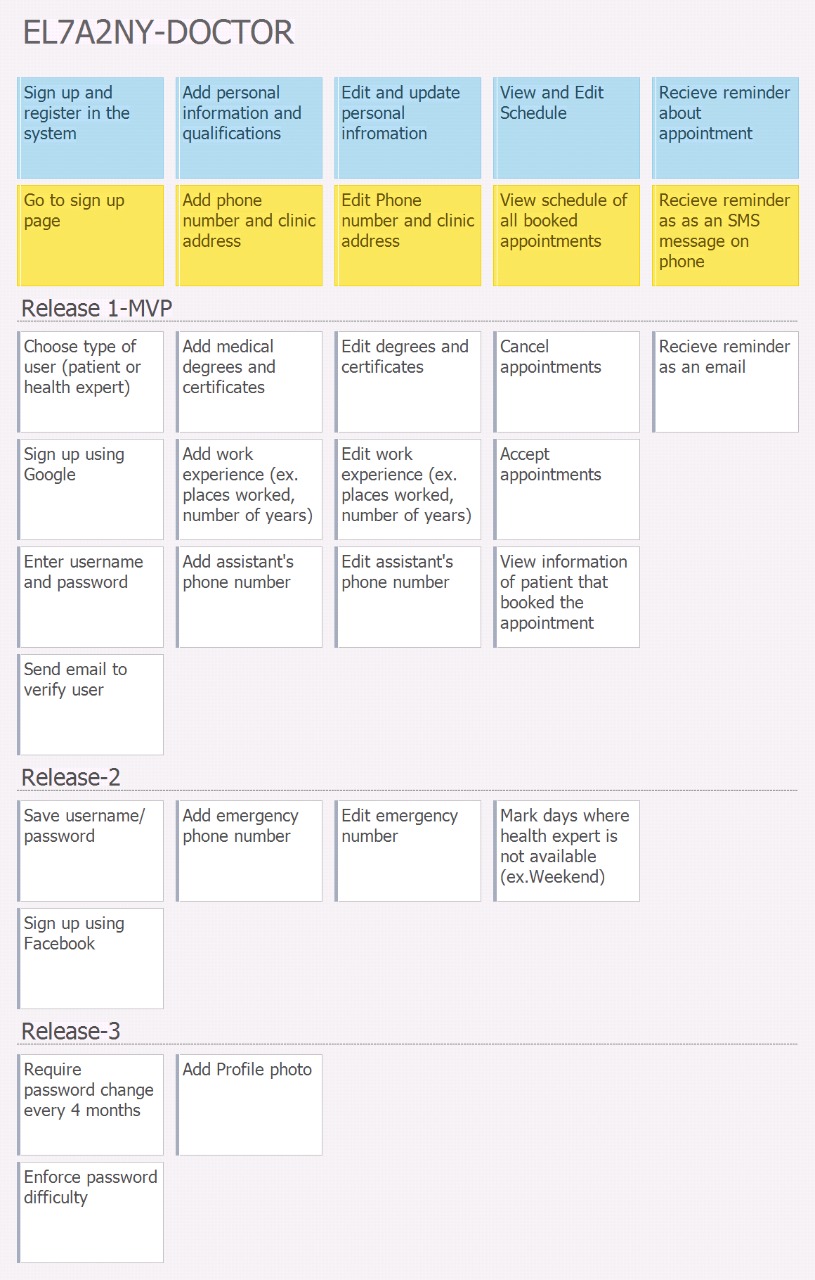 EL7A2NY-DOCTOR
Sign up and
register in the
system
Add personal
information and
qualifications
Edit and update
personal
infromation
View and Edit
Schedule
Recieve reminder
about
appointment
Go to sign up
page
Add phone
number and clinic
address
Edit Phone
number and clinic
address
View schedule of
all booked
appointments
Recieve reminder
as as an SMS
message on
phone
Release 1-MVP
Choose type of
user (patient or
health expert)
Add medical
degrees and
certificates
Edit degrees and
certificates
Cancel
appointments
Recieve reminder
as an email
Sign up using
Google
Add work
experience (ex.
places worked,
number of years)
Edit work
experience (ex.
places worked,
number of years)
Accept
appointments
Enter username
and password
Add assistant's
phone number
Edit assistant's
phone number
View information
of patient that
booked the
appointment
Send email to
verify user
Release-2
Save username/
password
Add emergency
phone number
Edit emergency
number
Mark days where
health expert is
not available
(ex.Weekend)
Sign up using
Facebook
Release-3
Require
password change
every 4 months
Add Profile photo
Enforce password
difficulty